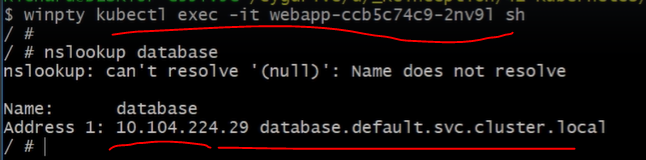 $ winpty kubectl exec -it webapp-ccb5c74c9-2nv9l sh
/ #
/ # nslookup database
nslookup: can't resolve '(null)': Name does not resolve
Name:      database
Address 1: 10.104.224.29 database.default.svc.cluster.local
/ #